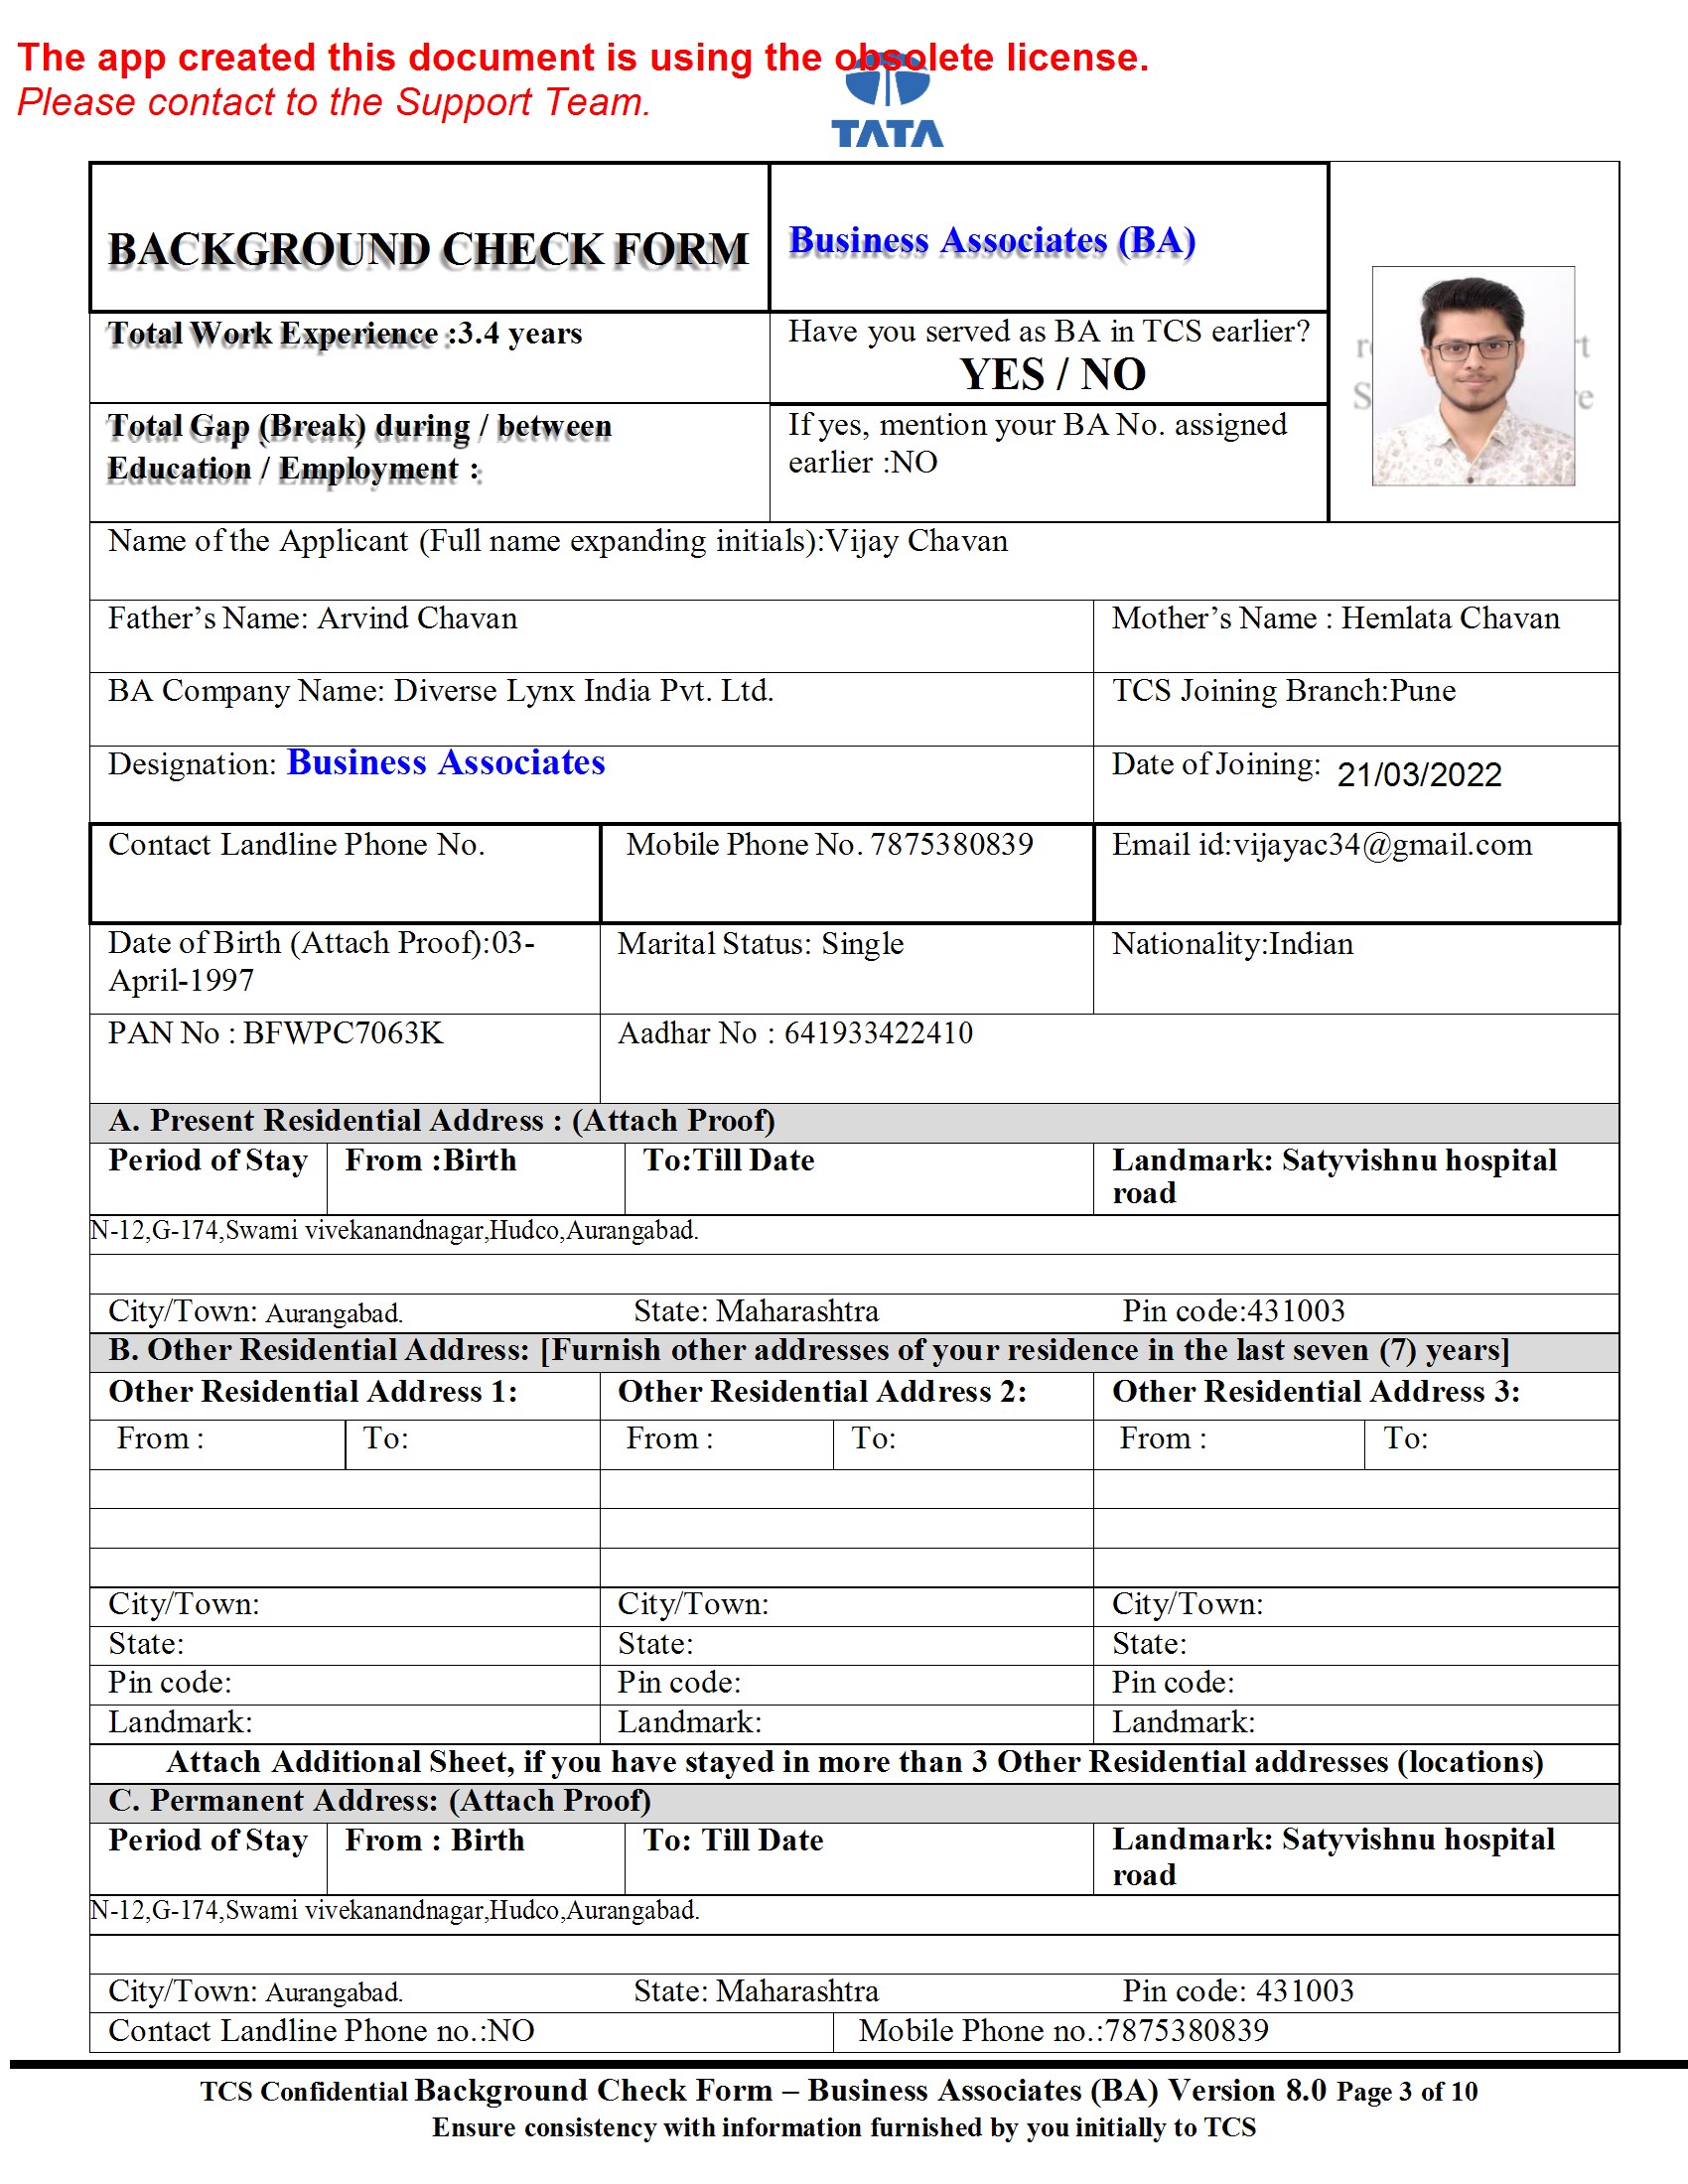 The app created this document is using the obsolete license.
Please contact to the Support Team.
TATA
BACKGROUND CHECK FORM
Business Associates (BA)
Total Work Experience :3.4 years
Have you served as BA in TCS earlier?
YES / NO
Total Gap (Break) during / between
Education / Employment :
If yes, mention your BA No. assigned
earlier :NO
Name of the Applicant (Full name expanding initials):Vijay Chavan
Father’s Name: Arvind Chavan
Mother’s Name : Hemlata Chavan
BA Company Name: Diverse Lynx India Pvt. Ltd.
TCS Joining Branch:Pune
Designation: Business Associates
Date of Joining: 21/03/2022
Contact Landline Phone No.
Mobile Phone No. 7875380839
Email id:vijayac34@gmail.com
Date of Birth (Attach Proof):03-
April-1997
Marital Status: Single
Nationality:Indian
PAN No : BFWPC7063K
Aadhar No : 641933422410
A. Present Residential Address : (Attach Proof)
Period of Stay
From :Birth
To:Till Date
Landmark: Satyvishnu hospital
road
N-12,G-174,Swami vivekanandnagar,Hudco,Aurangabad.
City/Town: Aurangabad.
State: Maharashtra
Pin code:431003
B. Other Residential Address: [Furnish other addresses of your residence in the last seven (7) years]
Other Residential Address 1:
Other Residential Address 2:
Other Residential Address 3:
From :
To:
From :
To:
From :
To:
City/Town:
City/Town:
City/Town:
State:
State:
State:
Pin code:
Pin code:
Pin code:
Landmark:
Landmark:
Landmark:
Attach Additional Sheet, if you have stayed in more than 3 Other Residential addresses (locations)
C. Permanent Address: (Attach Proof)
Period of Stay
From : Birth
To: Till Date
Landmark: Satyvishnu hospital
road
N-12,G-174,Swami vivekanandnagar,Hudco,Aurangabad.
City/Town: Aurangabad.
State: Maharashtra
Pin code: 431003
Contact Landline Phone no.:NO
Mobile Phone no.:7875380839
TCS Confidential Background Check Form – Business Associates (BA) Version 8.0 Page 3 of 10
Ensure consistency with information furnished by you initially to TCS